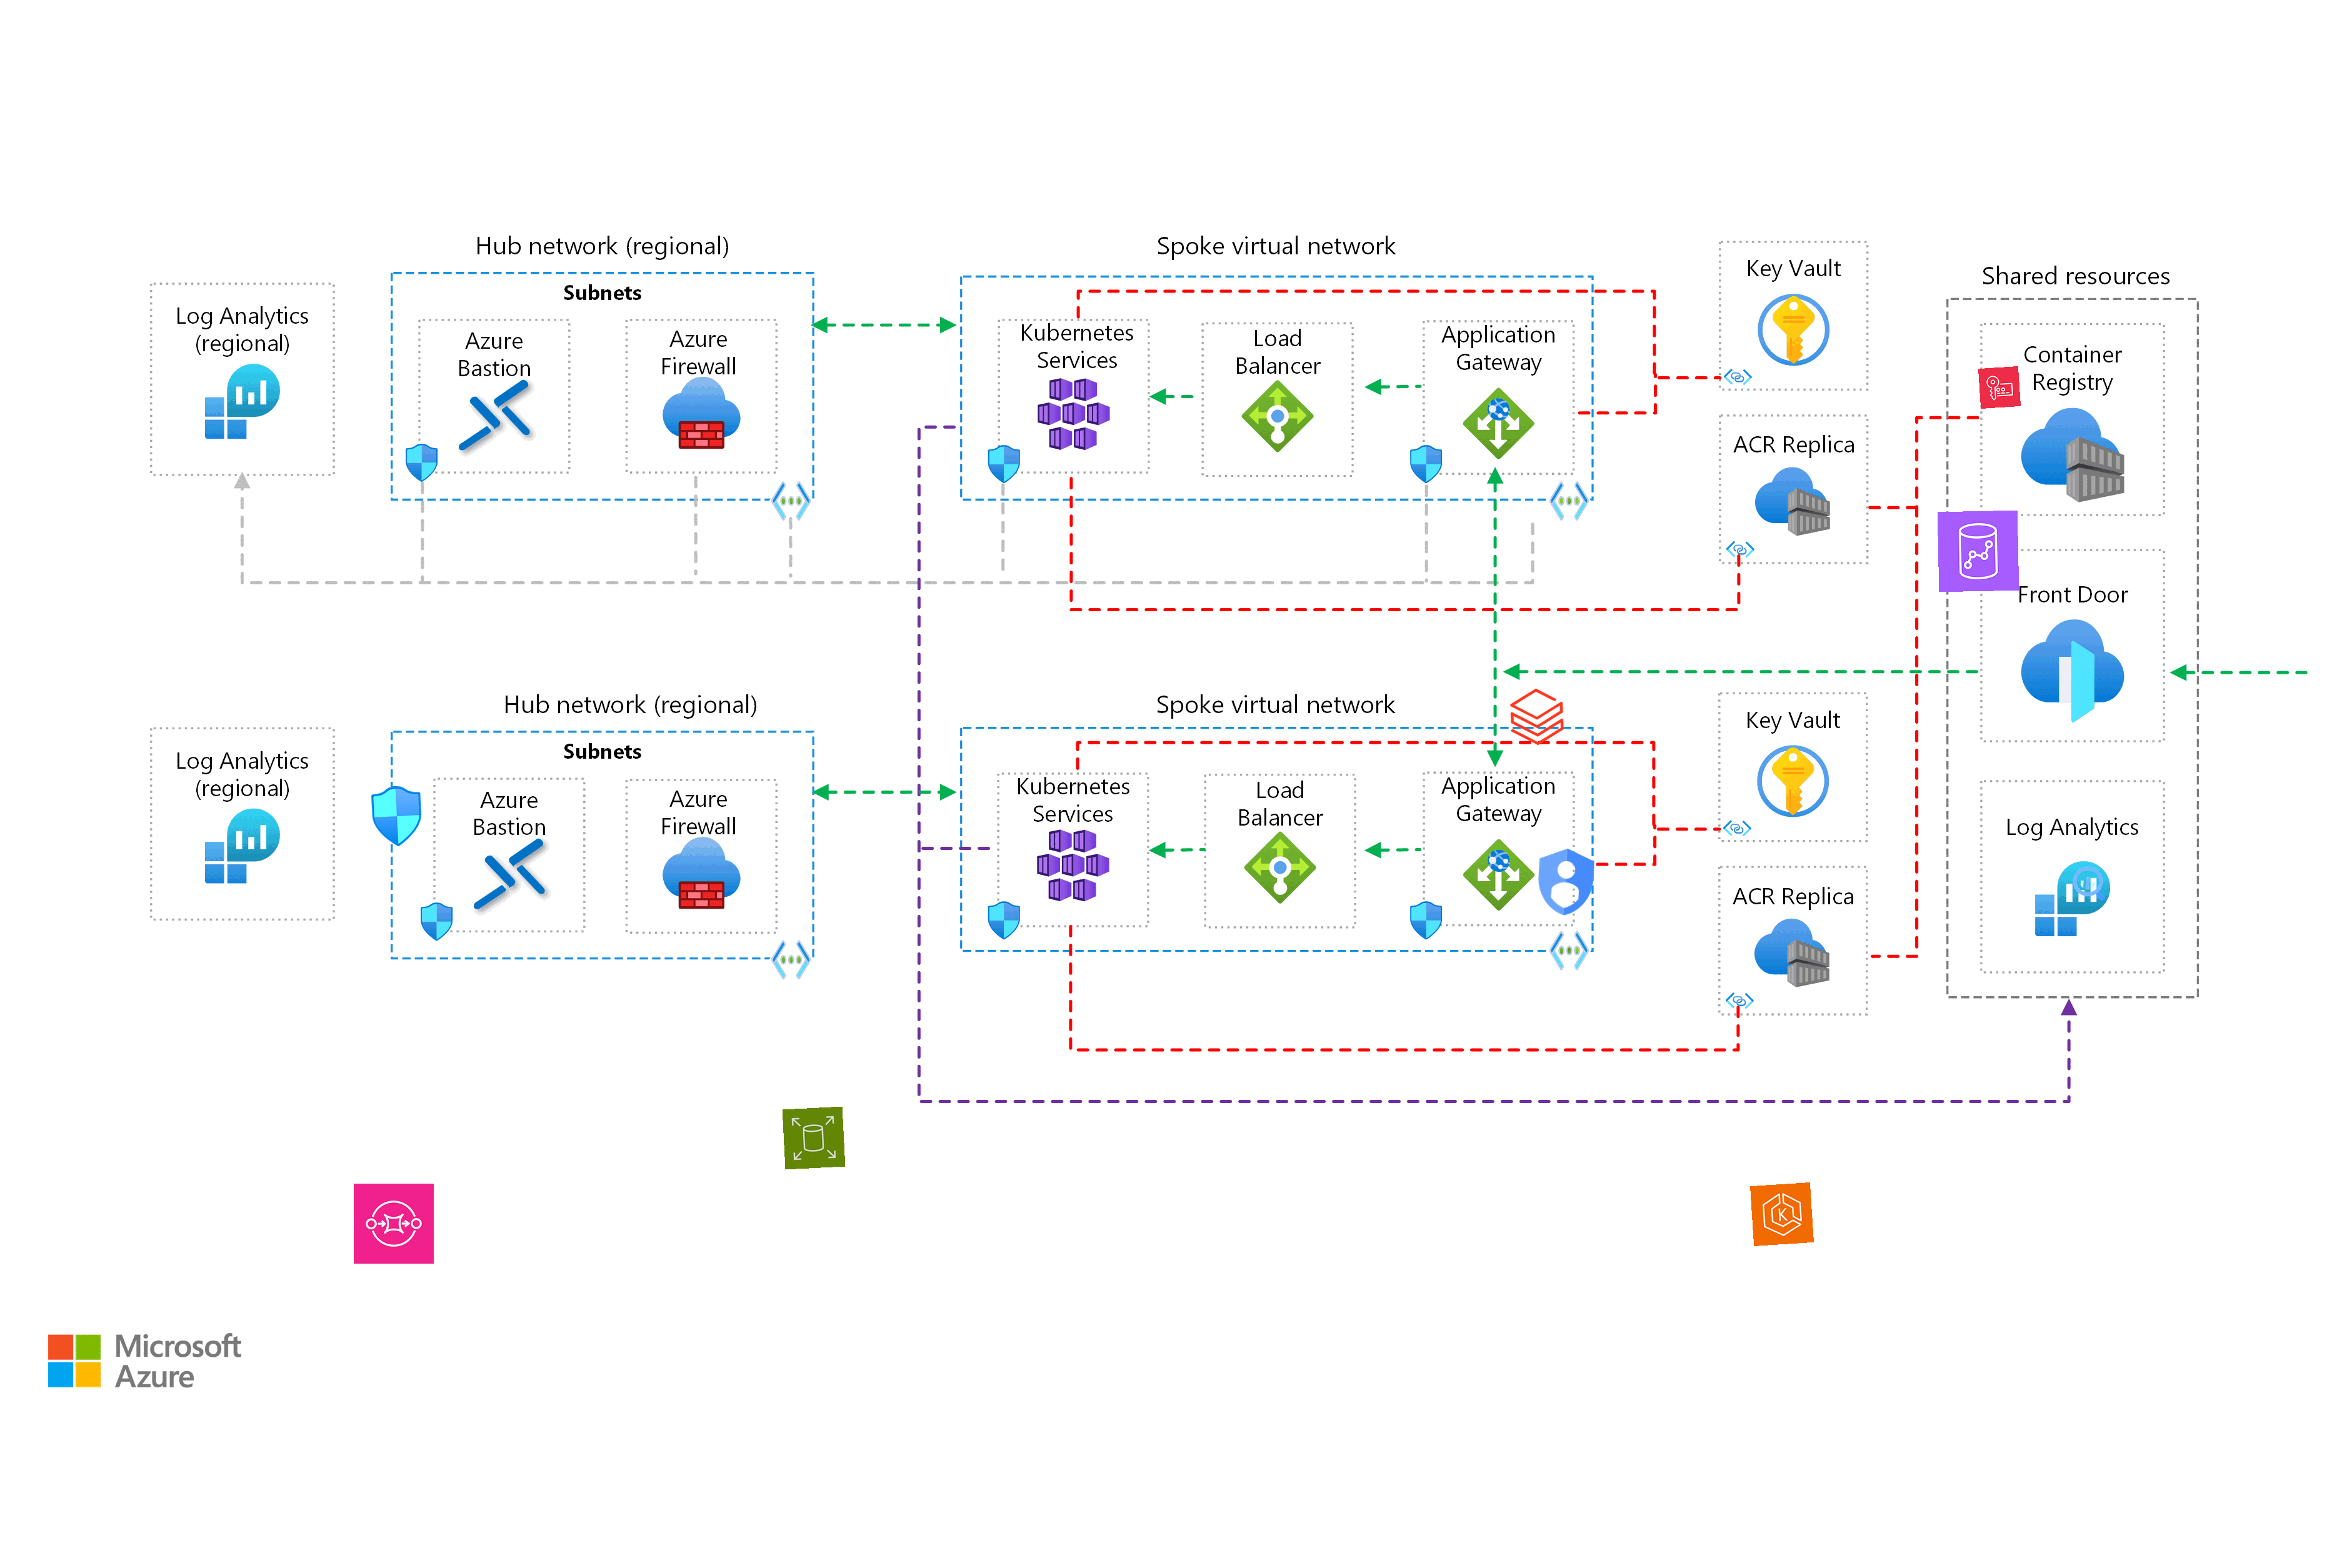 Hub network (regional)
Spoke virtual network
Key Vault
Shared resources
Subnets
Log Analytics
(regional)
Azure
Bastion
Azure
Firewall
Kubernetes
Services
Load
Balancer
Application
Gateway
Container
Registry
ACR Replica
Front Door
Hub network (regional)
Spoke virtual network
Key Vault
Subnets
Log Analytics
(regional)
Azure
Bastion
Azure
Firewall
Kubernetes
Services
Load
Balancer
Application
Gateway
Log Analytics
ACR Replica
K
Microsoft
Azure